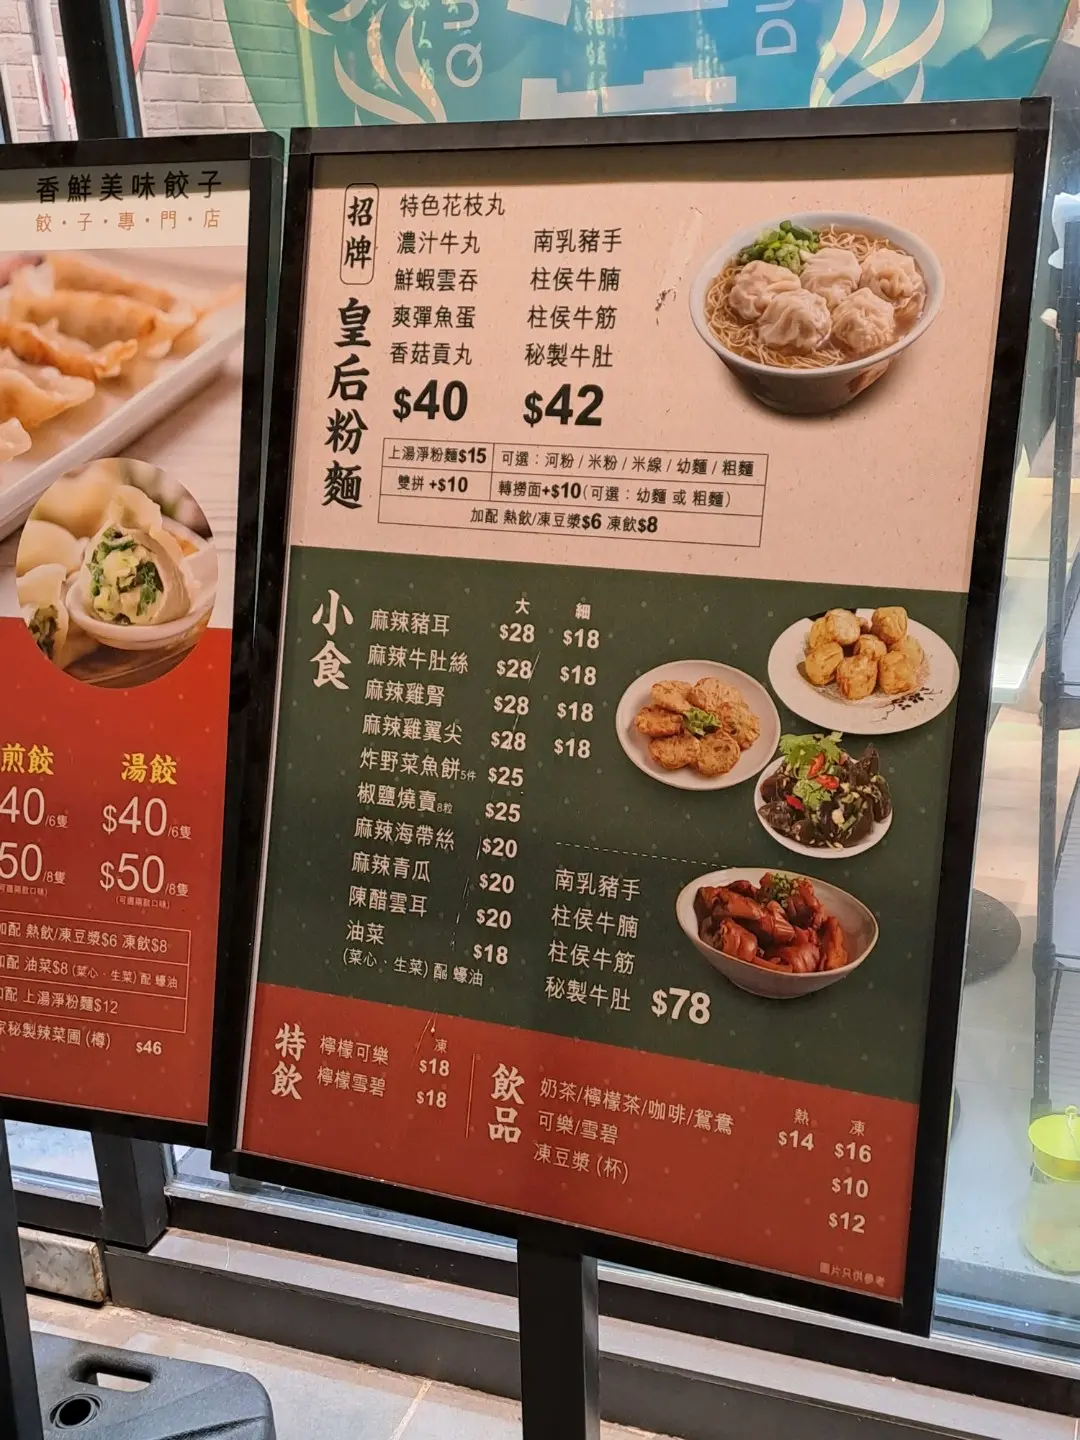 QU
DU
香鮮美味餃子
餃·子·專·門·店
煎餃 湯餃
40/6隻 $40/6隻
50/8隻 $50/8隻
(可選兩款口味) (可選兩款口味)
加配 熱飲/凍豆漿$6 凍飲$8
加配 油菜$8 (菜心、生菜) 配 蠔油
加配 上湯淨粉麵$12
家秘製辣菜圃 (樽) $46
招牌 皇后粉麵
特色花枝丸
濃汁牛丸 南乳豬手
鮮蝦雲吞 柱侯牛腩
爽彈魚蛋 柱侯牛筋
香菇貢丸 秘製牛肚
$40 $42
上湯淨粉麵$15 可選：河粉 / 米粉 / 米線 / 幼麵 / 粗麵
雙拼 +$10 轉撈面+$10 (可選：幼麵 或 粗麵)
加配 熱飲/凍豆漿$6 凍飲$8
小食
大 細
麻辣豬耳 $28 $18
麻辣牛肚絲 $28 $18
麻辣雞腎 $28 $18
麻辣雞翼尖 $28 $18
炸野菜魚餅5件 $25
椒鹽燒賣8粒 $25
麻辣海帶絲 $20
麻辣青瓜 $20
陳醋雲耳 $20
油菜 $18
(菜心、生菜) 配 蠔油
南乳豬手
柱侯牛腩
柱侯牛筋
秘製牛肚 $78
特飲
凍
檸檬可樂 $18
檸檬雪碧 $18
飲品
熱 凍
奶茶/檸檬茶/咖啡/鴛鴦 $14 $16
可樂/雪碧 $10
凍豆漿 (杯) $12
圖片只供參考